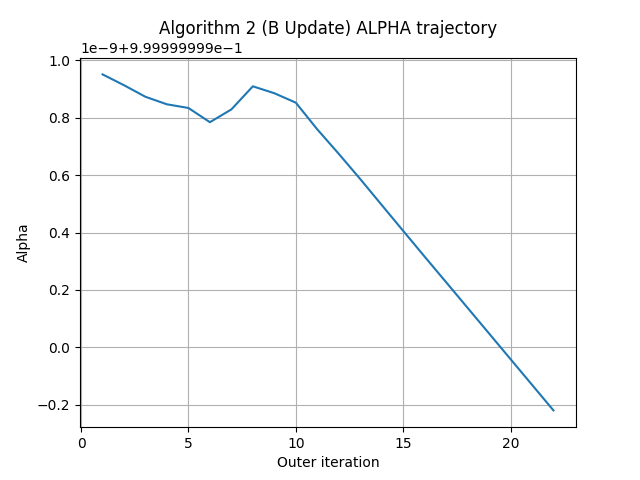 Algorithm 2 (B Update) ALPHA trajectory
1e−9+9.99999999e−1
1.0
0.8
0.6
0.4
0.2
0.0
−0.2
Alpha
0 5 10 15 20
Outer iteration